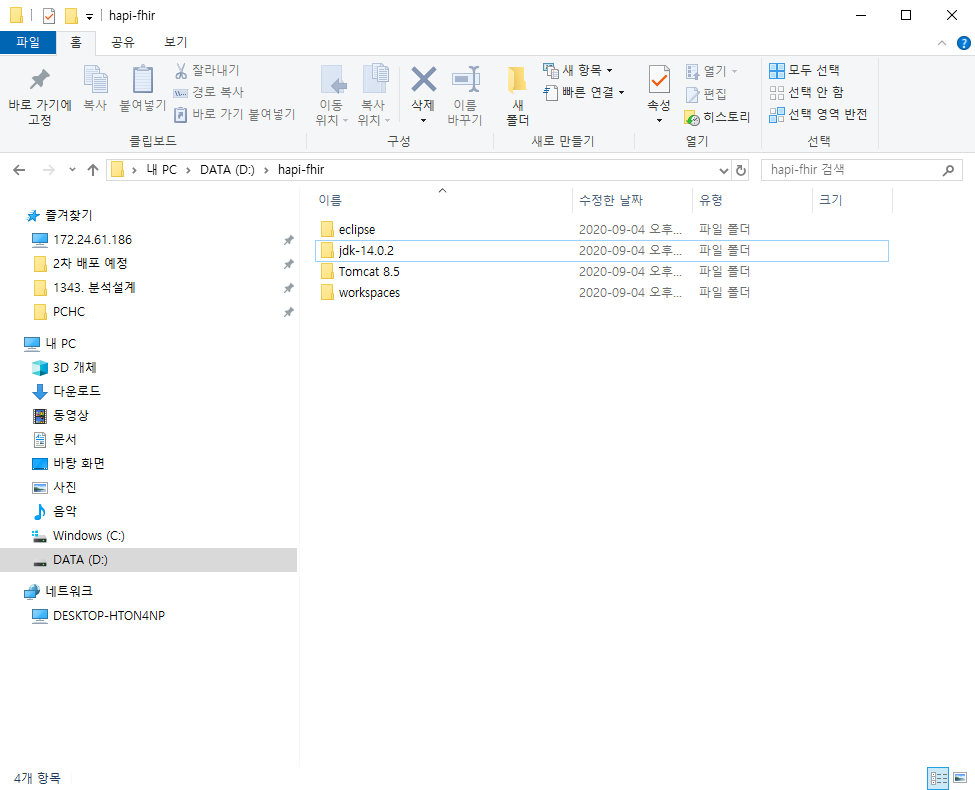 hapi-fhir
파일 홈 공유 보기
바로 가기에 고정
복사
붙여넣기
잘라내기
경로 복사
바로 가기 붙여넣기
클립보드
이동 위치
복사 위치
삭제
이름 바꾸기
구성
새 폴더
새 항목
빠른 연결
새로 만들기
속성
열기
편집
히스토리
열기
모두 선택
선택 안 함
선택 영역 반전
선택
내 PC > DATA (D:) > hapi-fhir
hapi-fhir 검색
즐겨찾기
172.24.61.186
2차 배포 예정
1343. 분석설계
PCHC
내 PC
3D 개체
다운로드
동영상
문서
바탕 화면
사진
음악
Windows (C:)
DATA (D:)
네트워크
DESKTOP-HTON4NP
이름 수정한 날짜 유형 크기
eclipse 2020-09-04 오후... 파일 폴더
jdk-14.0.2 2020-09-04 오후... 파일 폴더
Tomcat 8.5 2020-09-04 오후... 파일 폴더
workspaces 2020-09-04 오후... 파일 폴더
4개 항목